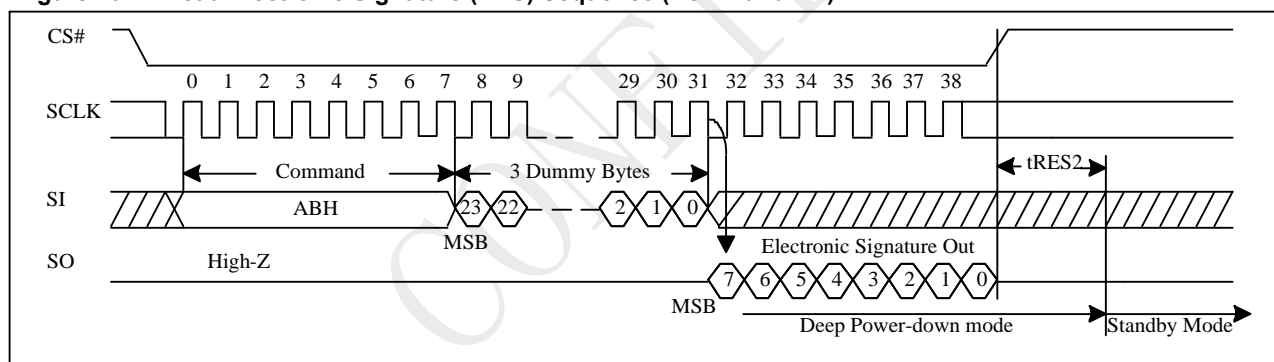 CS#
0 1 2 3 4 5 6 7 8 9 29 30 31 32 33 34 35 36 37 38
SCLK
Command 3 Dummy Bytes tRES2
SI ABH 23 22 2 1 0
MSB Electronic Signature Out
SO High-Z
7 6 5 4 3 2 1 0
MSB
Deep Power-down mode Standby Mode